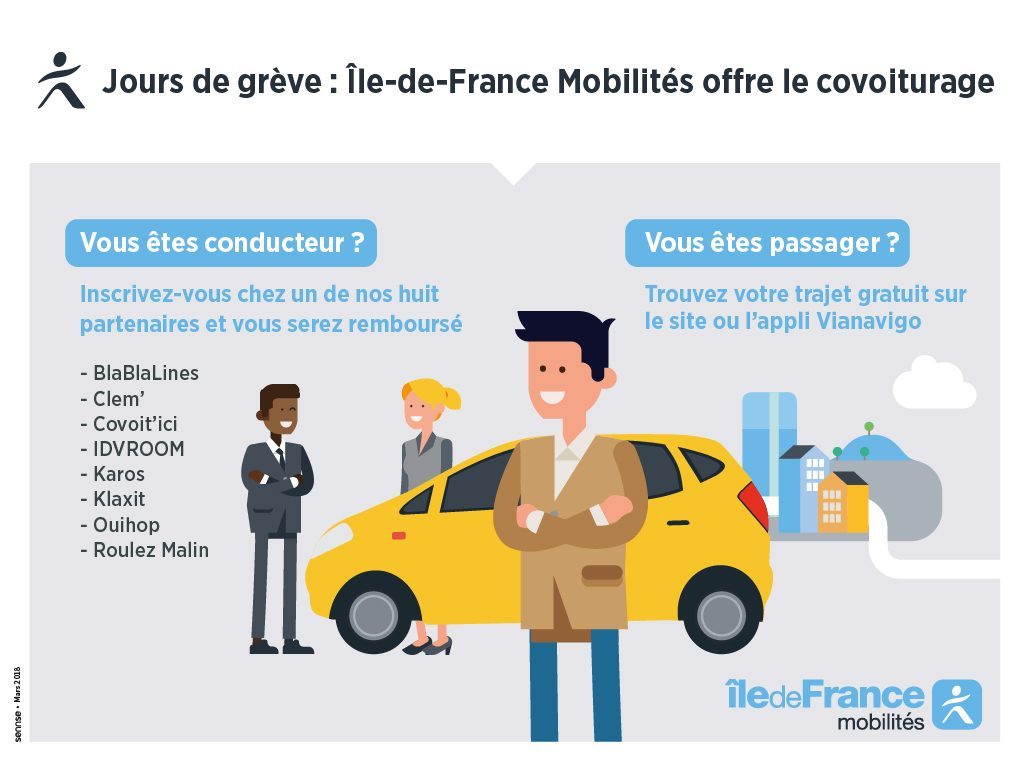 Jours de grève : Île-de-France Mobilités offre le covoiturage
Vous êtes conducteur ?
Inscrivez-vous chez un de nos huit
partenaires et vous serez remboursé
- BlaBlaLines
- Clem’
- Covoit’ici
- IDVROOM
- Karos
- Klaxit
- Ouihop
- Roulez Malin
Vous êtes passager ?
Trouvez votre trajet gratuit sur
le site ou l’appli Vianavigo
îledeFrance
mobilités
sennse • Mars 2018